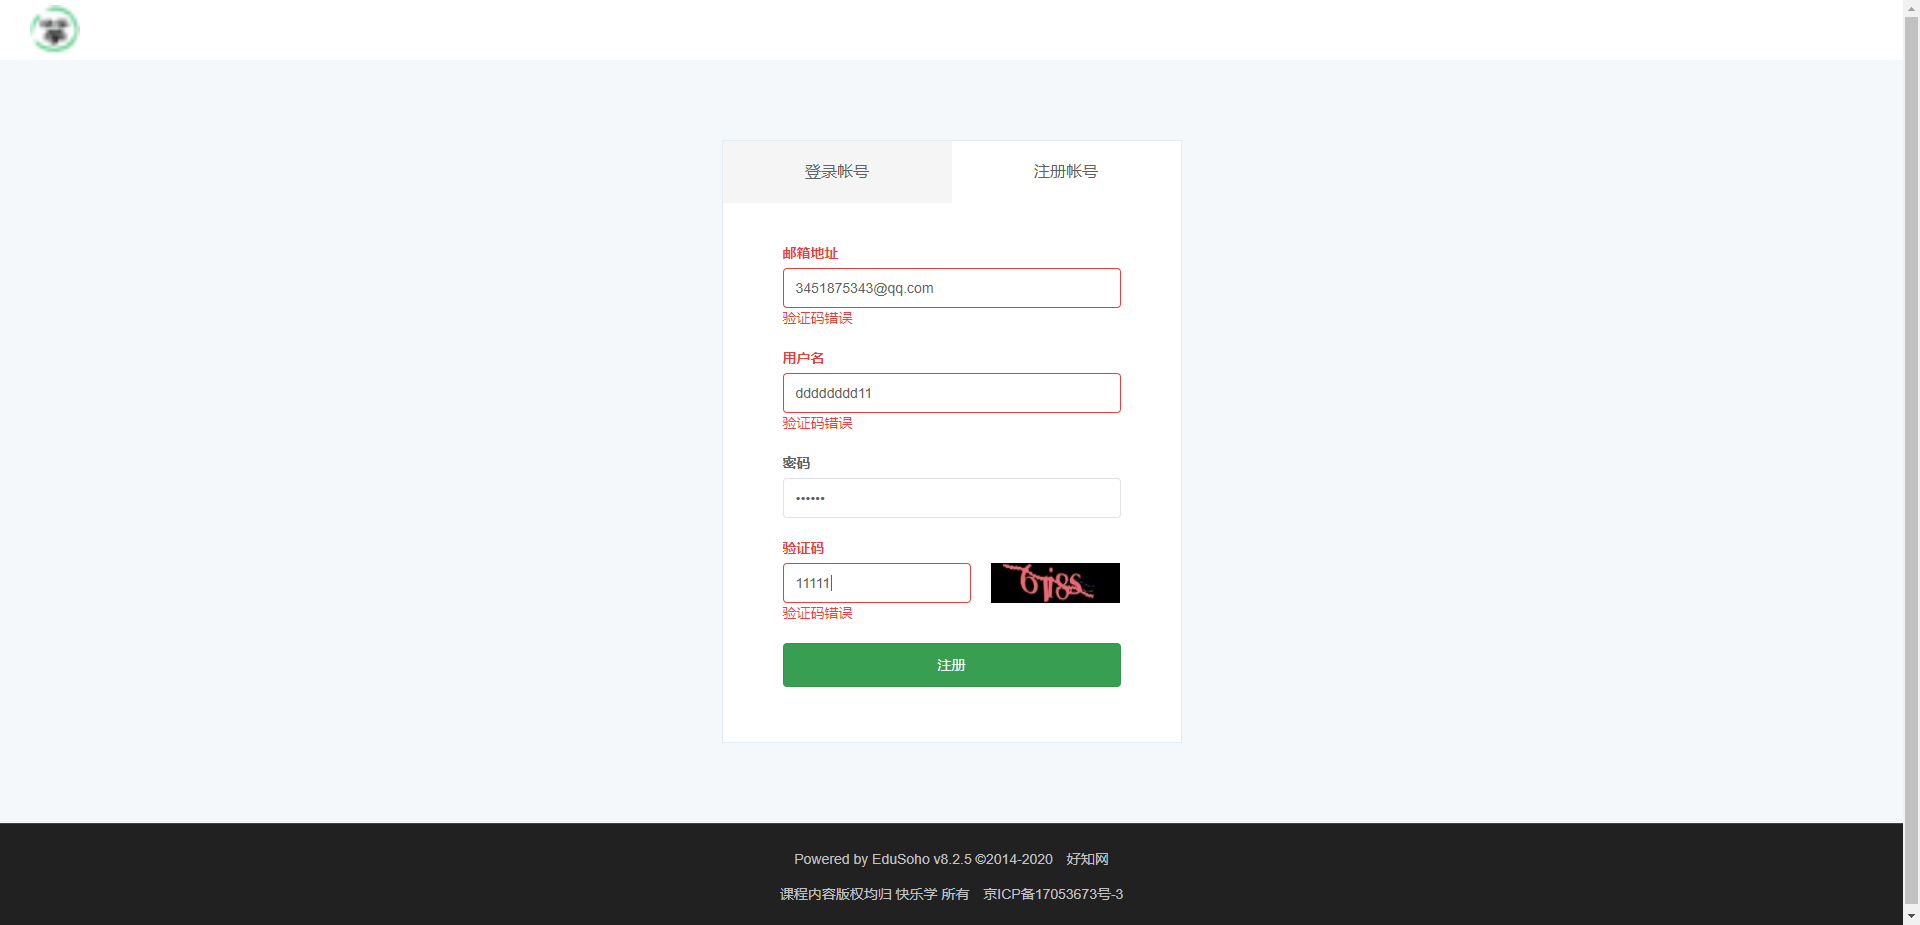 登录帐号
注册帐号
邮箱地址
3451875343@qq.com
验证码错误
用户名
dddddddd11
验证码错误
密码
••••••
验证码
11111
验证码错误
注册
Powered by EduSoho v8.2.5 ©2014-2020 好知网
课程内容版权均归 快乐学 所有 京ICP备17053673号-3